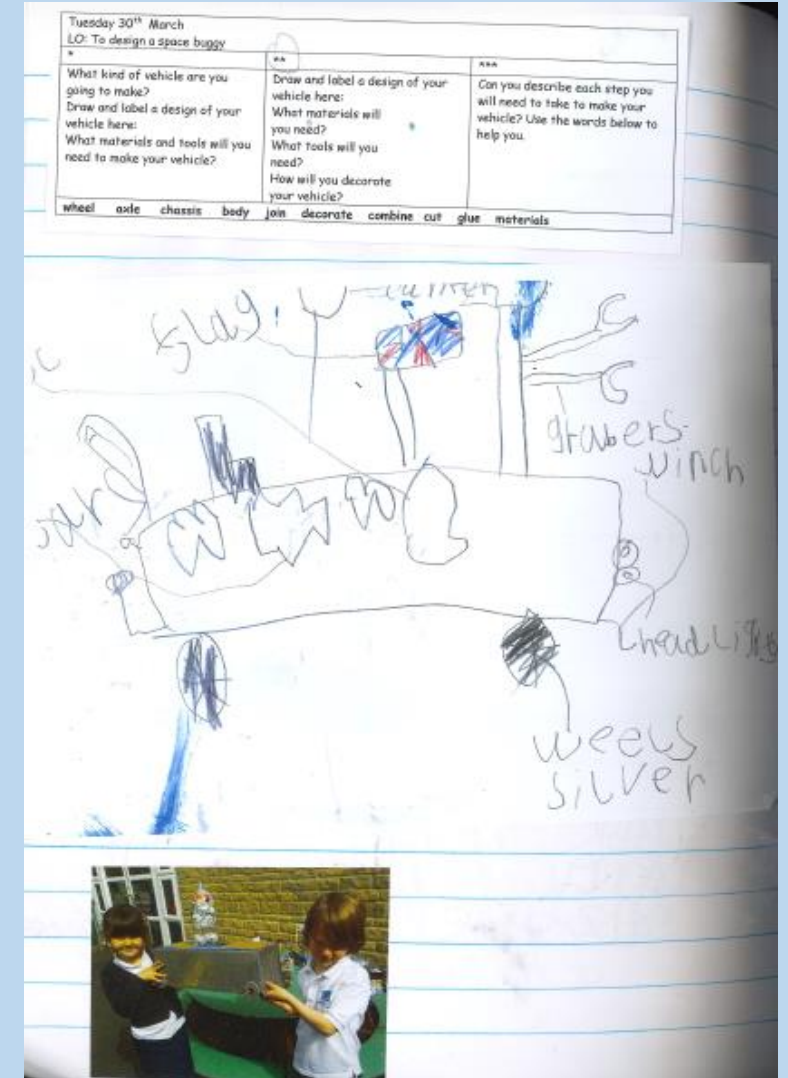 Tuesday 30th March
LO: To design a space buggy
*
What kind of vehicle are you
going to make?
Draw and label a design of your
vehicle here:
What materials and tools will you
need to make your vehicle?
**
Draw and label a design of your
vehicle here:
What materials will
you need?
What tools will you
need?
How will you decorate
your vehicle?
***
Can you describe each step you
will need to take to make your
vehicle? Use the words below to
help you.
wheel axle chassis body join decorate combine cut glue materials
flag
grabers
winch
headlights
weels
silver